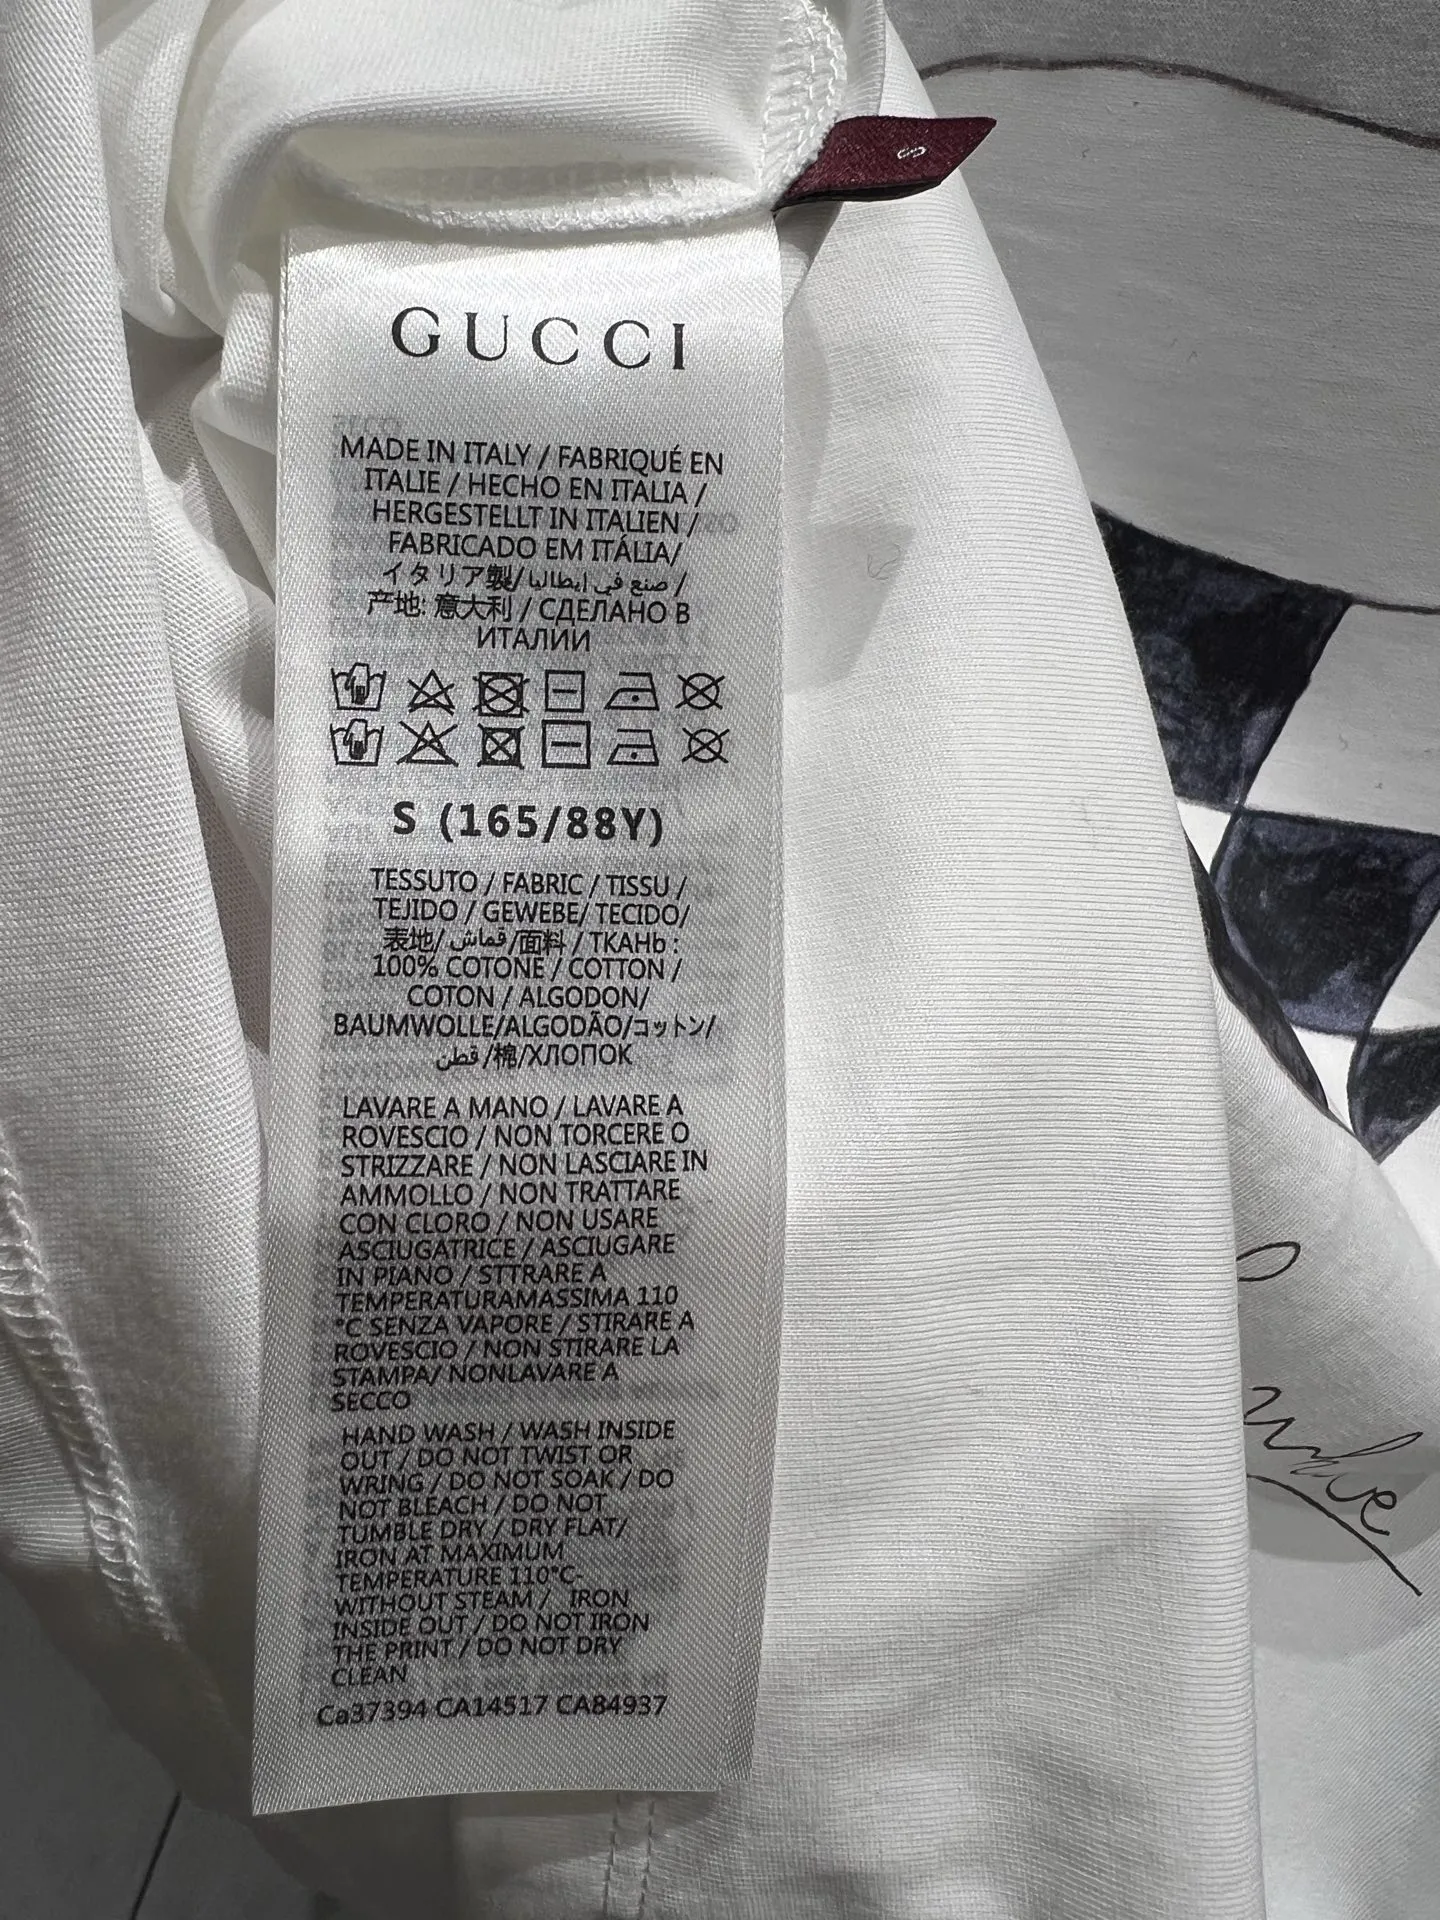 S
GUCCI
MADE IN ITALY / FABRIQUÉ EN
ITALIE / HECHO EN ITALIA /
HERGESTELLT IN ITALIEN /
FABRICADO EM ITÁLIA/
イタリア製/صنع في إيطاليا /
产地: 意大利 / СДЕЛАНО В
ИТАЛИИ
S (165/88Y)
TESSUTO / FABRIC / TISSU /
TEJIDO / GEWEBE/ TECIDO/
表地/ قماش/面料 / TKAHb :
100% COTONE / COTTON /
COTON / ALGODON/
BAUMWOLLE/ALGODÃO/コットン/
قطن /棉/ХЛОПОК
LAVARE A MANO / LAVARE A
ROVESCIO / NON TORCERE O
STRIZZARE / NON LASCIARE IN
AMMOLLO / NON TRATTARE
CON CLORO / NON USARE
ASCIUGATRICE / ASCIUGARE
IN PIANO / STTRARE A
TEMPERATURAMASSIMA 110
°C SENZA VAPORE / STIRARE A
ROVESCIO / NON STIRARE LA
STAMPA/ NONLAVARE A
SECCO
HAND WASH / WASH INSIDE
OUT / DO NOT TWIST OR
WRING / DO NOT SOAK / DO
NOT BLEACH / DO NOT
TUMBLE DRY / DRY FLAT/
IRON AT MAXIMUM
TEMPERATURE 110°C-
WITHOUT STEAM / IRON
INSIDE OUT / DO NOT IRON
THE PRINT / DO NOT DRY
CLEAN
Ca37394 CA14517 CA84937